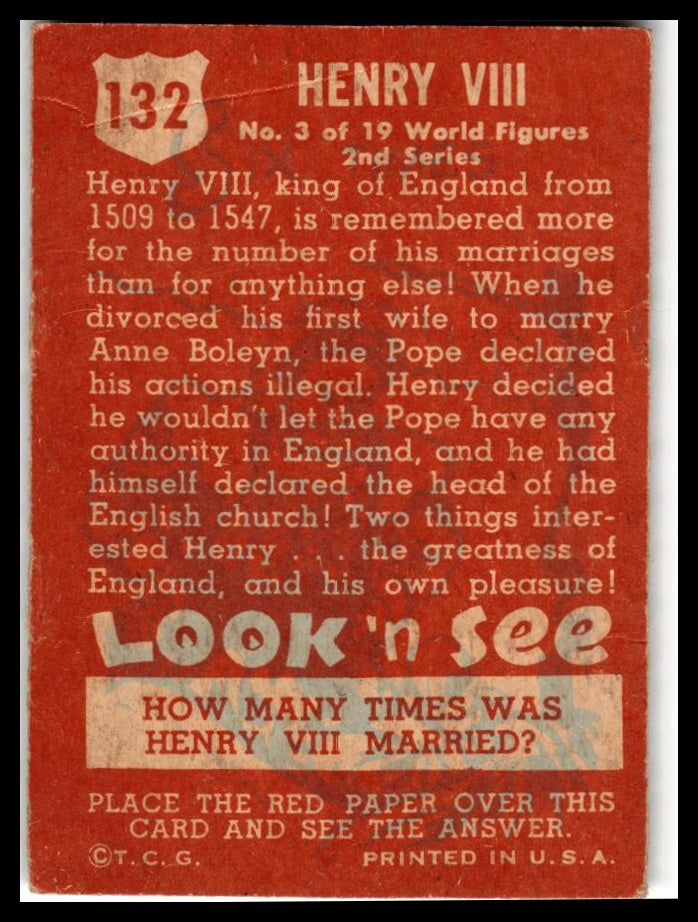 132
HENRY VIII
No. 3 of 19 World Figures
2nd Series
Henry VIII, king of England from
1509 to 1547, is remembered more
for the number of his marriages
than for anything else! When he
divorced his first wife to marry
Anne Boleyn, the Pope declared
his actions illegal. Henry decided
he wouldn't let the Pope have any
authority in England, and he had
himself declared the head of the
English church! Two things inter-
ested Henry . . . the greatness of
England, and his own pleasure!
LOOK 'n SEE
HOW MANY TIMES WAS
HENRY VIII MARRIED?
PLACE THE RED PAPER OVER THIS
CARD AND SEE THE ANSWER.
©T. C. G. PRINTED IN U. S. A.